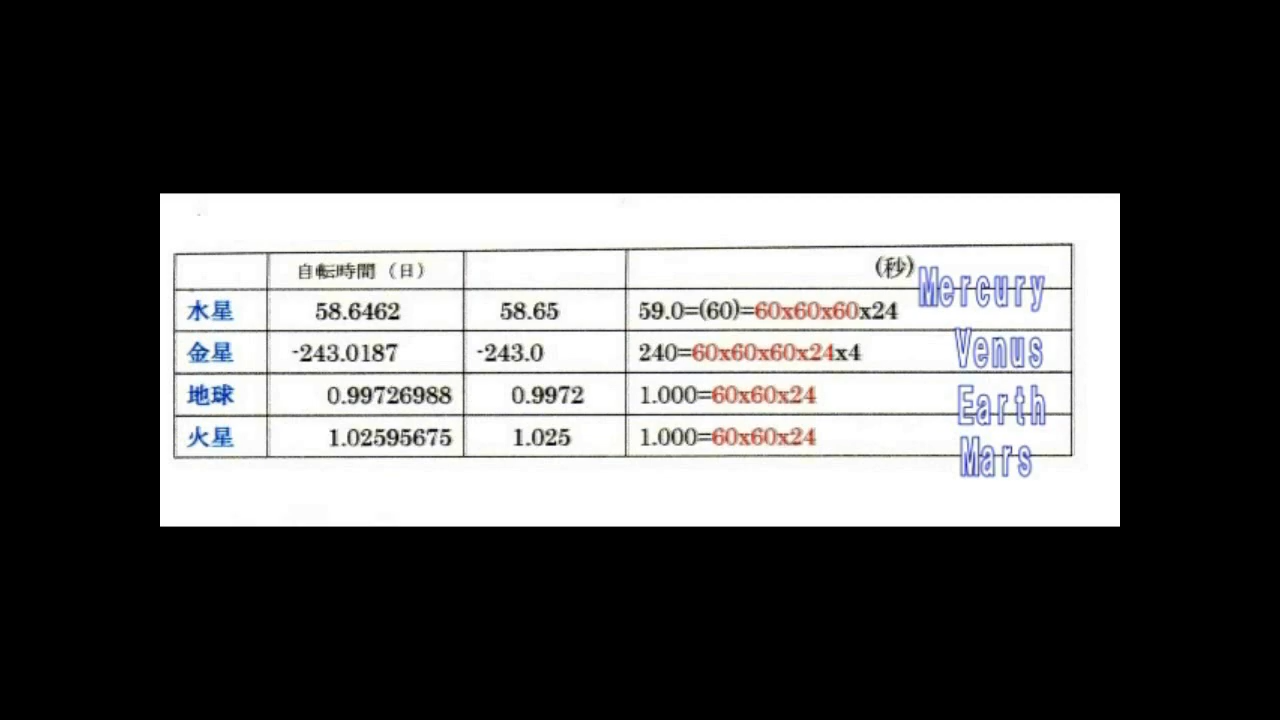 自転時間（日） (秒)
水星 58.6462 58.65 59.0=(60)=60x60x60x24 Mercury
金星 -243.0187 -243.0 240=60x60x60x24x4 Venus
地球 0.99726988 0.9972 1.000=60x60x24 Earth
火星 1.02595675 1.025 1.000=60x60x24 Mars